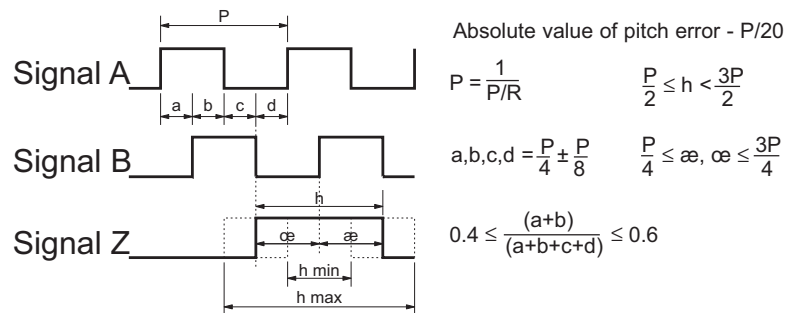 P
Absolute value of pitch error - P/20
Signal A
P = 1/P/R
P/2 ≤ h < 3P/2
a b c d
Signal B
a,b,c,d = P/4 ± P/8
P/4 ≤ æ, œ ≤ 3P/4
h
Signal Z
œ æ
0.4 ≤ (a+b)/(a+b+c+d) ≤ 0.6
h min
h max